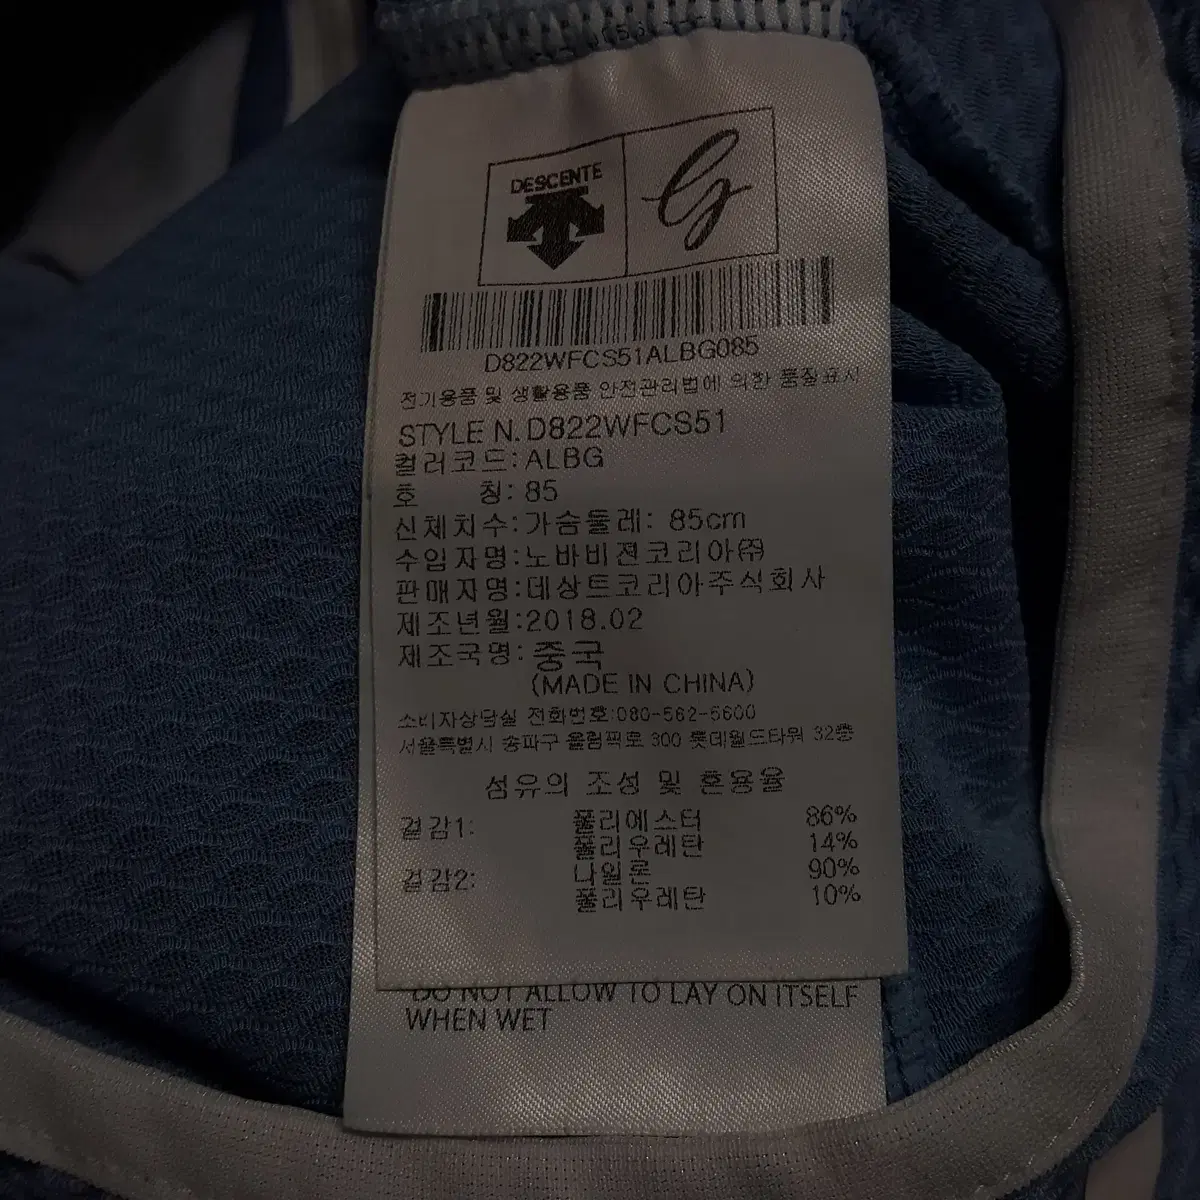 DESCENTE
G
D822WFCS51ALBG085
전기용품 및 생활용품 안전관리법에 의한 품질표시
STYLE N. D822WFCS51
컬러코드: ALBG
호 칭: 85
신체치수: 가슴둘레: 85cm
수입자명: 노바비젼코리아㈜
판매자명: 데상트코리아주식회사
제조년월: 2018.02
제조국명: 중국
(MADE IN CHINA)
소비자상담실 전화번호:080-562-5600
서울특별시 송파구 올림픽로 300 롯데월드타워 32층
섬유의 조성 및 혼용율
겉감1: 폴리에스터 86%
폴리우레탄 14%
겉감2: 나일론 90%
폴리우레탄 10%
DO NOT ALLOW TO LAY ON ITSELF
WHEN WET